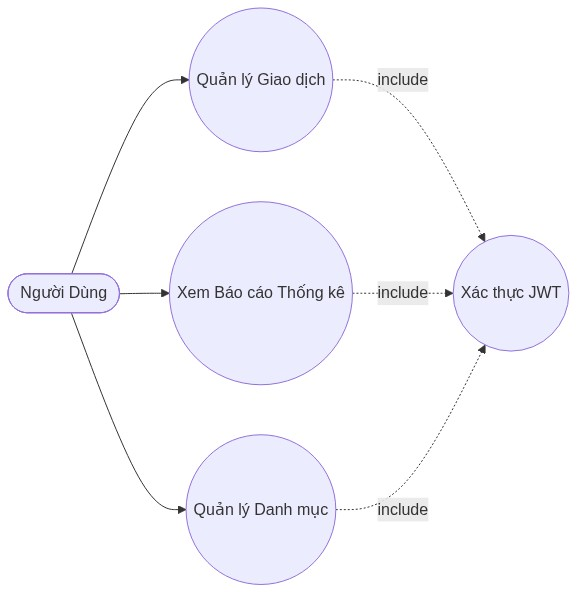 Quản lý Giao dịch
include
Người Dùng
Xem Báo cáo Thống kê
include
Xác thực JWT
Quản lý Danh mục
include